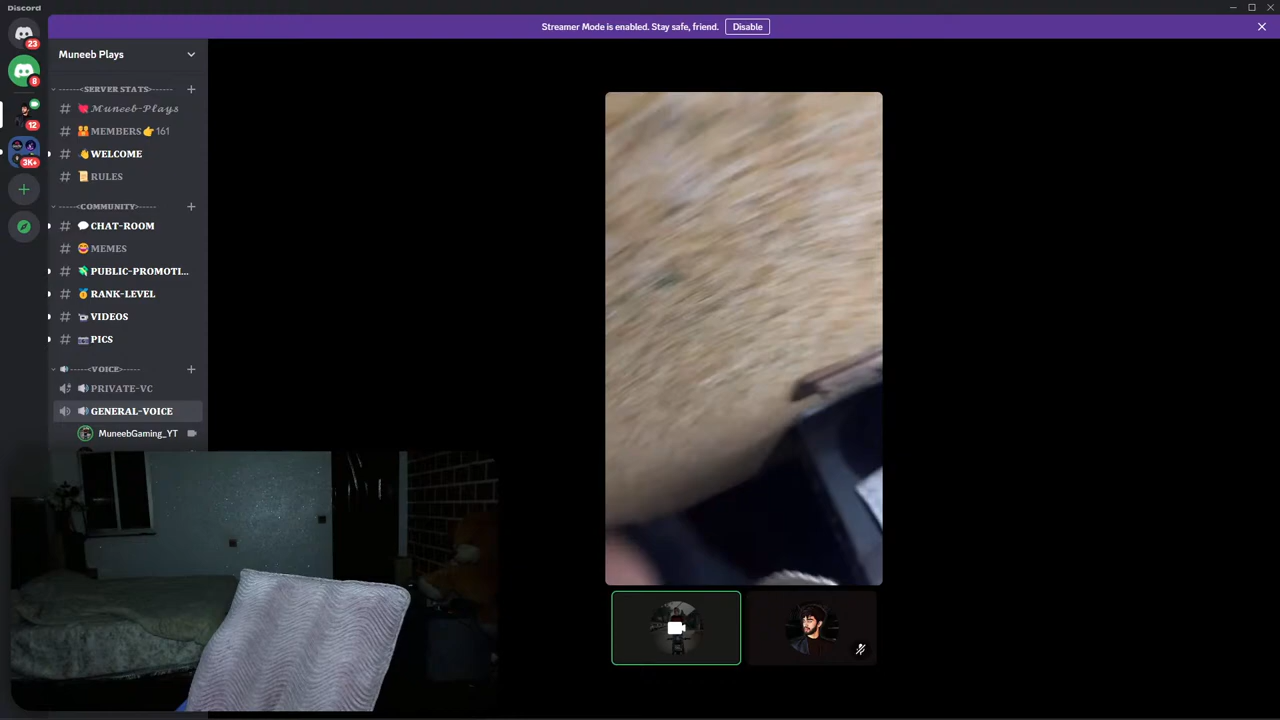 Discord
Streamer Mode is enabled. Stay safe, friend.
Disable
23
8
12
3K+
Muneeb Plays
------<SERVER STATS>------
𝓜𝓾𝓷𝓮𝓮𝓫-𝓟𝓵𝓪𝔂𝓼
MEMBERS👉161
WELCOME
RULES
------<COMMUNITY>-----
CHAT-ROOM
MEMES
PUBLIC-PROMOTI...
RANK-LEVEL
VIDEOS
PICS
-----<VOICE>-----
PRIVATE-VC
GENERAL-VOICE
MuneebGaming_YT